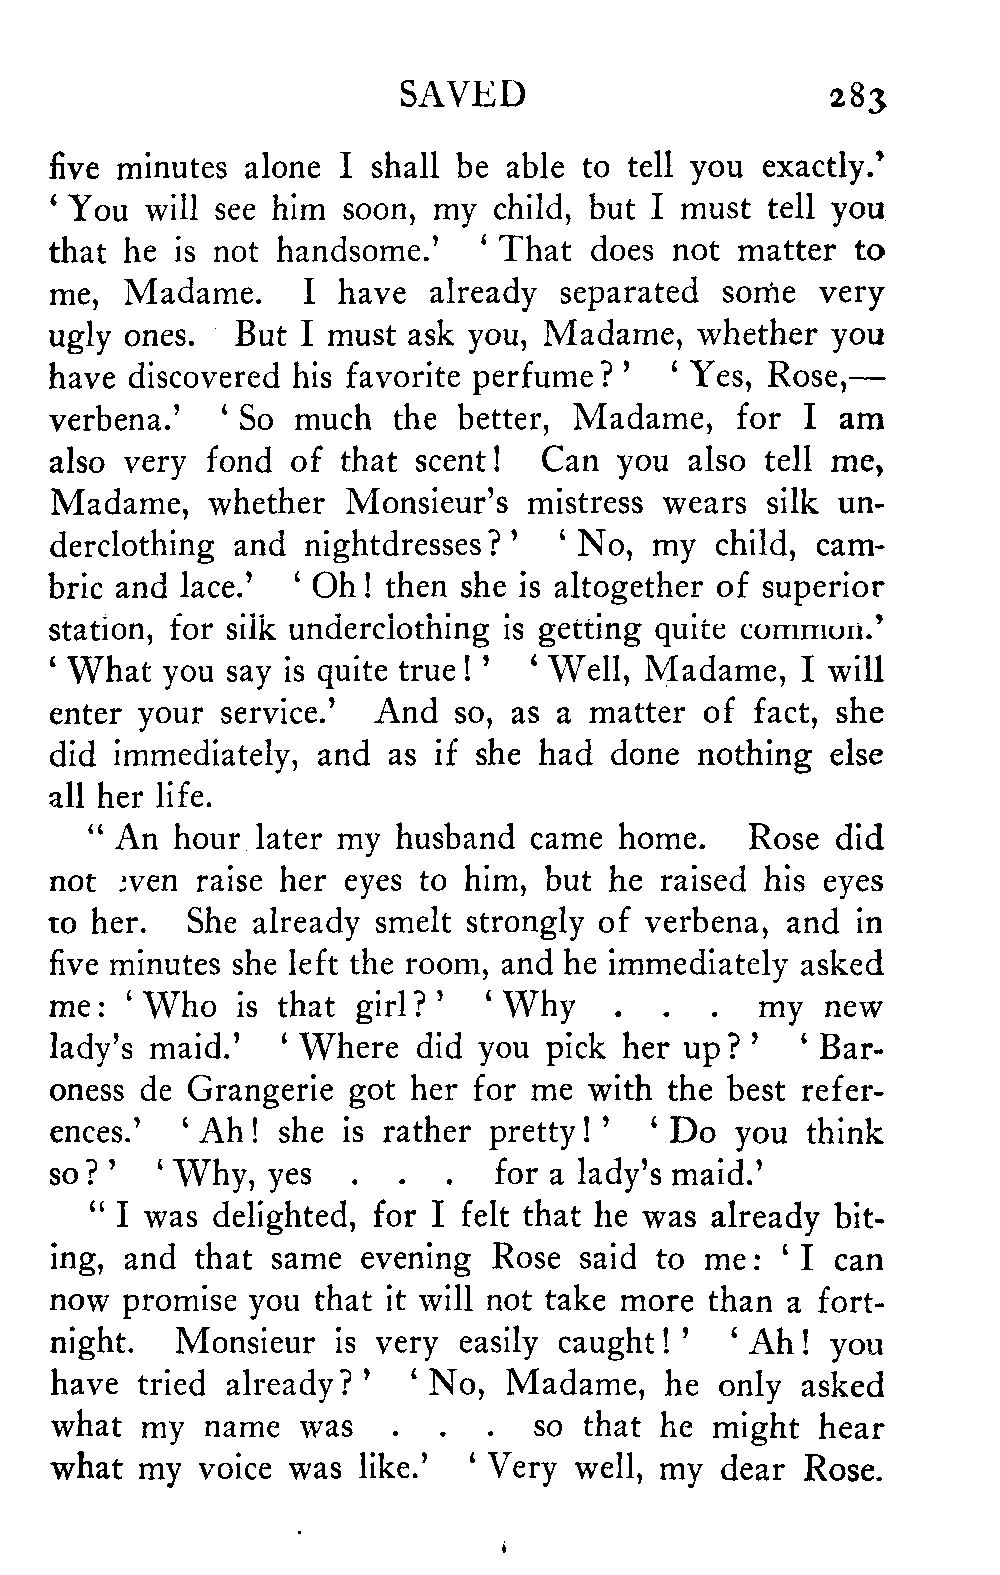 SAVED 283
five minutes alone I shall be able to tell you exactly.’
‘ You will see him soon, my child, but I must tell you
that he is not handsome.’ ‘ That does not matter to
me, Madame. I have already separated some very
ugly ones. But I must ask you, Madame, whether you
have discovered his favorite perfume? ’ ‘ Yes, Rose,—
verbena.’ ‘ So much the better, Madame, for I am
also very fond of that scent! Can you also tell me,
Madame, whether Monsieur’s mistress wears silk un-
derclothing and nightdresses? ’ ‘ No, my child, cam-
bric and lace.’ ‘ Oh! then she is altogether of superior
station, for silk underclothing is getting quite common.’
‘ What you say is quite true! ’ ‘ Well, Madame, I will
enter your service.’ And so, as a matter of fact, she
did immediately, and as if she had done nothing else
all her life.
“ An hour later my husband came home. Rose did
not even raise her eyes to him, but he raised his eyes
to her. She already smelt strongly of verbena, and in
five minutes she left the room, and he immediately asked
me: ‘ Who is that girl? ’ ‘ Why . . . my new
lady’s maid.’ ‘ Where did you pick her up? ’ ‘ Bar-
oness de Grangerie got her for me with the best refer-
ences.’ ‘ Ah! she is rather pretty! ’ ‘ Do you think
so? ’ ‘ Why, yes . . . for a lady’s maid.’
“ I was delighted, for I felt that he was already bit-
ing, and that same evening Rose said to me: ‘ I can
now promise you that it will not take more than a fort-
night. Monsieur is very easily caught! ’ ‘ Ah! you
have tried already? ’ ‘ No, Madame, he only asked
what my name was . . . so that he might hear
what my voice was like.’ ‘ Very well, my dear Rose.